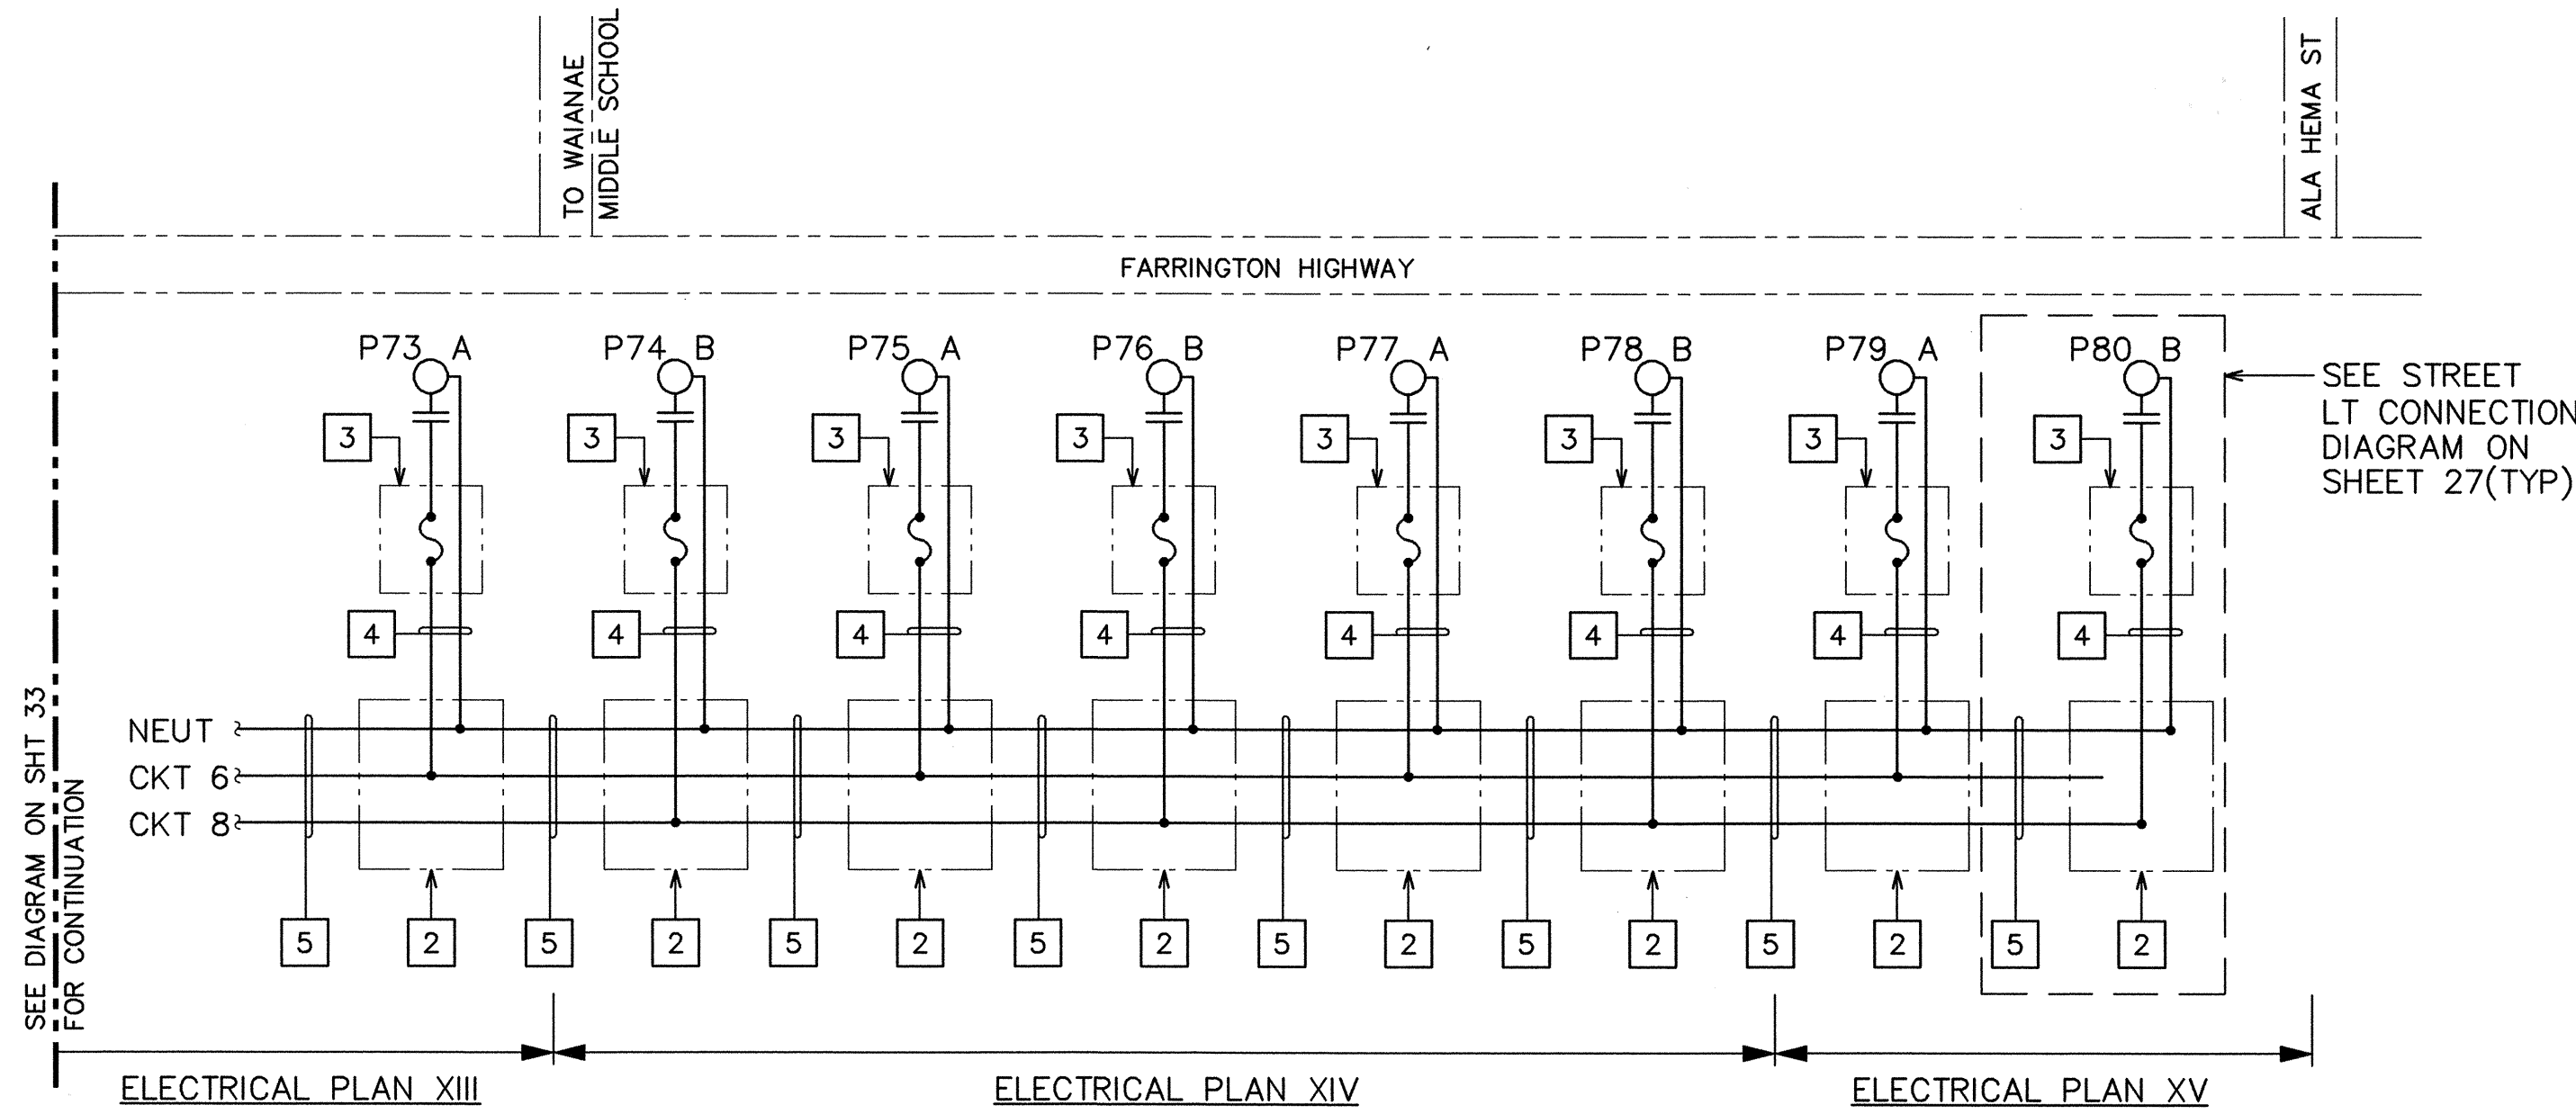 TO WAIANAE
MIDDLE SCHOOL
ALA HEMA ST
FARRINGTON HIGHWAY
P73 A
P74 B
P75 A
P76 B
P77 A
P78 B
P79 A
P80 B
SEE STREET
LT CONNECTION
DIAGRAM ON
SHEET 27(TYP)
3
3
3
3
3
3
3
3
4
4
4
4
4
4
4
4
SEE DIAGRAM ON SHT 33
FOR CONTINUATION
NEUT
CKT 6
CKT 8
5
2
5
2
5
2
5
2
5
2
5
2
5
2
5
2
ELECTRICAL PLAN XIII
ELECTRICAL PLAN XIV
ELECTRICAL PLAN XV